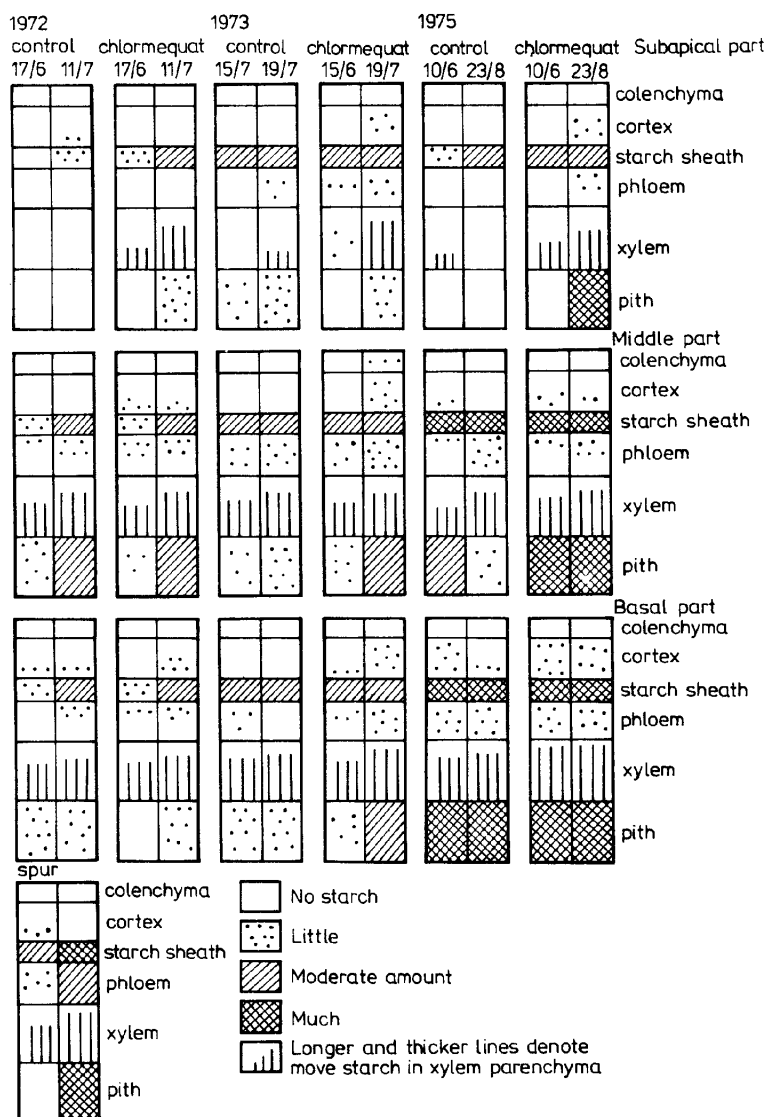 1972 1973 1975
control chlormequat control chlormequat control chlormequat Subapical part
17/6 11/7 17/6 11/7 15/7 19/7 15/6 19/7 10/6 23/8 10/6 23/8
colenchyma
cortex
starch sheath
phloem
xylem
pith
Middle part
colenchyma
cortex
starch sheath
phloem
xylem
pith
Basal part
colenchyma
cortex
starch sheath
phloem
xylem
pith
spur
colenchyma
cortex
starch sheath
phloem
xylem
pith
No starch
Little
Moderate amount
Much
Longer and thicker lines denote
move starch in xylem parenchyma